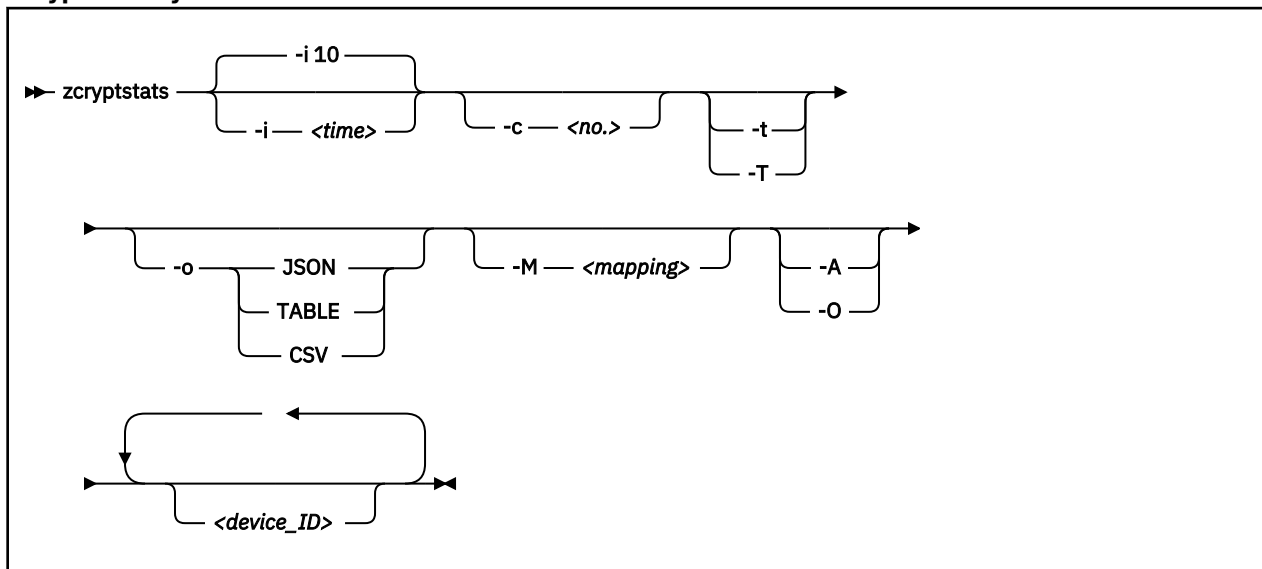 -i 10
zcryptstats
-i <time>
-c <no.>
-t
-T
-o JSON
TABLE
CSV
-M <mapping>
-A
-O
<device_ID>